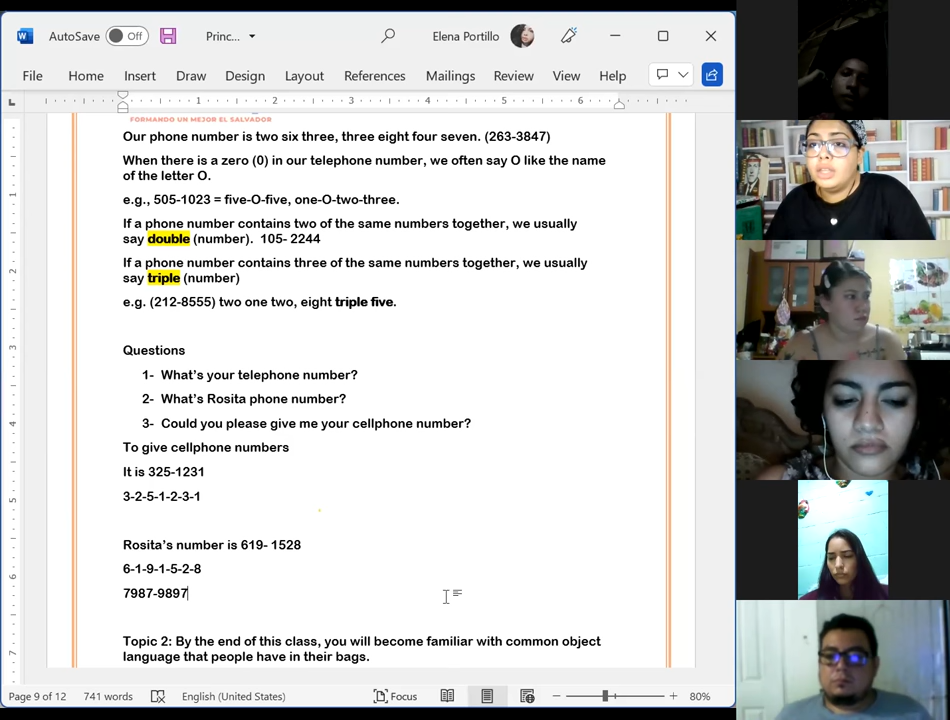 AutoSave Off Princ... Elena Portillo
File Home Insert Draw Design Layout References Mailings Review View Help
1 2 3 4 5 6
FORMANDO UN MEJOR EL SALVADOR
Our phone number is two six three, three eight four seven. (263-3847)
When there is a zero (0) in our telephone number, we often say O like the name
of the letter O.
e.g., 505-1023 = five-O-five, one-O-two-three.
If a phone number contains two of the same numbers together, we usually
say double (number).  105- 2244
If a phone number contains three of the same numbers together, we usually
say triple (number)
e.g. (212-8555) two one two, eight triple five.
Questions
1- What's your telephone number?
2- What's Rosita phone number?
3- Could you please give me your cellphone number?
To give cellphone numbers
It is 325-1231
3-2-5-1-2-3-1
Rosita's number is 619- 1528
6-1-9-1-5-2-8
7987-9897
Topic 2: By the end of this class, you will become familiar with common object
language that people have in their bags.
Page 9 of 12 741 words English (United States) Focus 80%